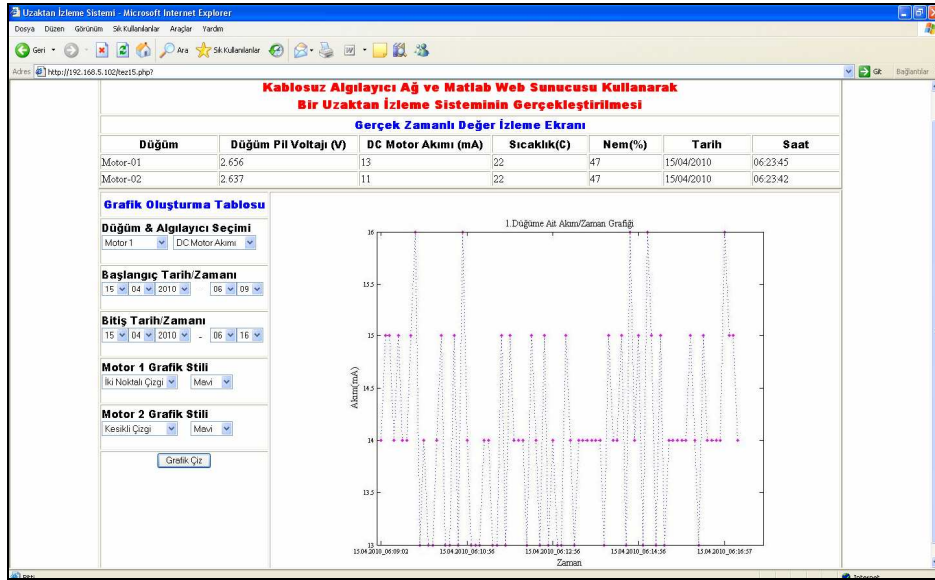 Uzaktan İzleme Sistemi - Microsoft Internet Explorer
Dosya Düzen Görünüm Sık Kullanılanlar Araçlar Yardım
Geri Ara Sık Kullanılanlar
Adres http://192.168.5.102/tez15.php? Git Bağlantılar
Kablosuz Algılayıcı Ağ ve Matlab Web Sunucusu Kullanarak
Bir Uzaktan İzleme Sisteminin Gerçekleştirilmesi
Gerçek Zamanlı Değer İzleme Ekranı
Düğüm Düğüm Pil Voltajı (V) DC Motor Akımı (mA) Sıcaklık(C) Nem(%) Tarih Saat
Motor-01 2.656 13 22 47 15/04/2010 06:23:45
Motor-02 2.637 11 22 47 15/04/2010 06:23:42
Grafik Oluşturma Tablosu
Düğüm & Algılayıcı Seçimi
Motor 1 DC Motor Akımı
Başlangıç Tarih/Zamanı
15 04 2010 06 09
Bitiş Tarih/Zamanı
15 04 2010 - 06 16
Motor 1 Grafik Stili
İki Noktalı Çizgi Mavi
Motor 2 Grafik Stili
Kesikli Çizgi Mavi
Grafik Çiz
1.Düğüme Ait Akım/Zaman Grafiği
16
15.5
15
14.5
14
13.5
13
Akım(mA)
15.04.2010_06:09:02 15.04.2010_06:10:56 15.04.2010_06:12:56 15.04.2010_06:14:56 15.04.2010_06:16:57
Zaman
Bitti Internet